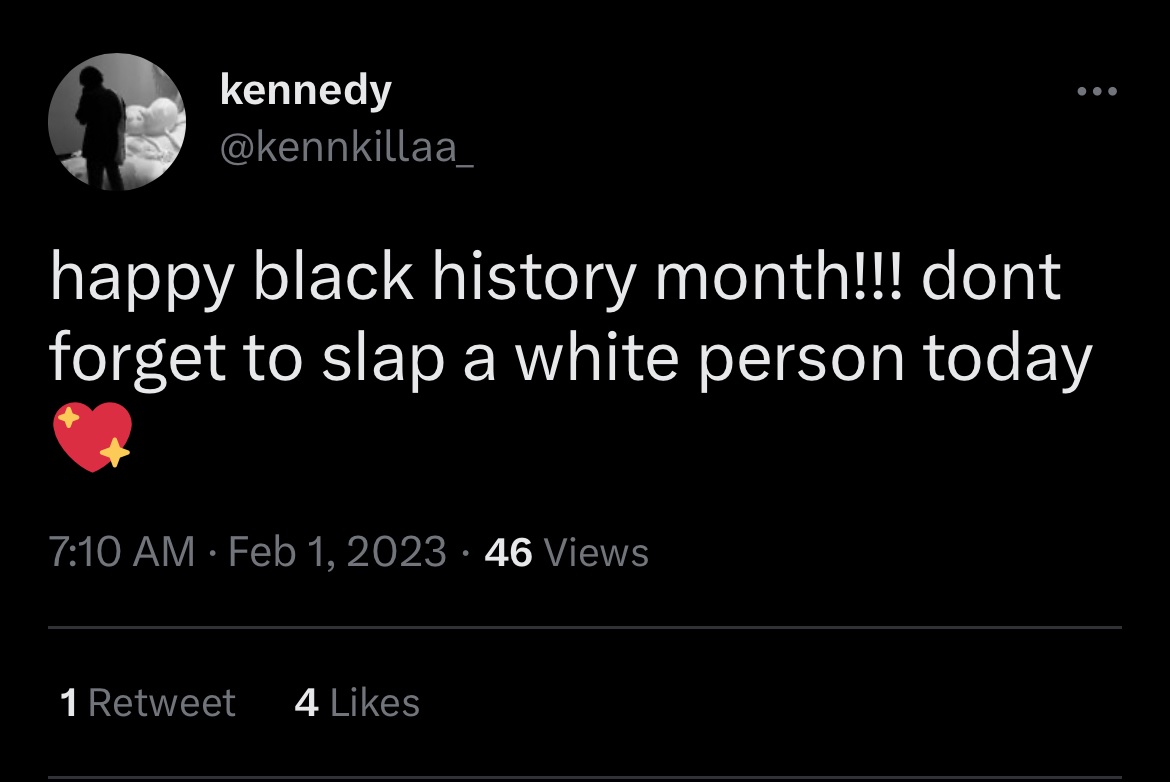 kennedy
@kennkillaa_
happy black history month!!! dont
forget to slap a white person today
💖
7:10 AM · Feb 1, 2023 · 46 Views
1 Retweet 4 Likes